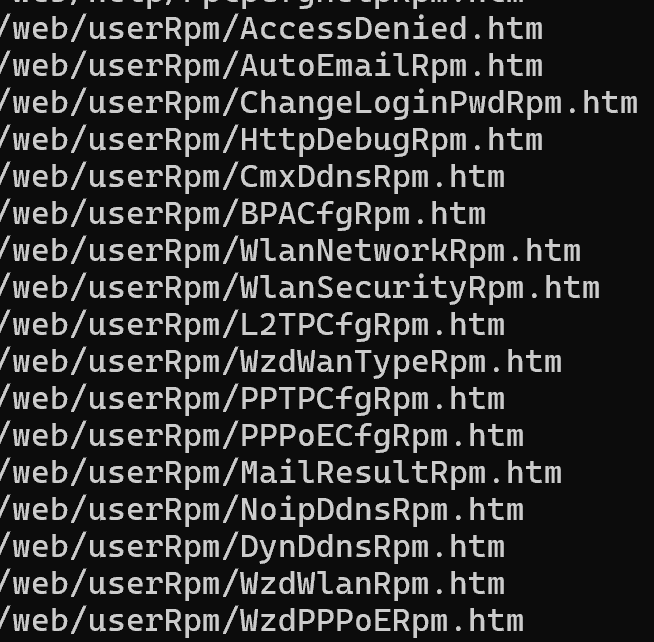 /web/userRpm/AccessDenied.htm
/web/userRpm/AutoEmailRpm.htm
/web/userRpm/ChangeLoginPwdRpm.htm
/web/userRpm/HttpDebugRpm.htm
/web/userRpm/CmxDdnsRpm.htm
/web/userRpm/BPACfgRpm.htm
/web/userRpm/WlanNetworkRpm.htm
/web/userRpm/WlanSecurityRpm.htm
/web/userRpm/L2TPCfgRpm.htm
/web/userRpm/WzdWanTypeRpm.htm
/web/userRpm/PPTPCfgRpm.htm
/web/userRpm/PPPoECfgRpm.htm
/web/userRpm/MailResultRpm.htm
/web/userRpm/NoipDdnsRpm.htm
/web/userRpm/DynDdnsRpm.htm
/web/userRpm/WzdWlanRpm.htm
/web/userRpm/WzdPPPoERpm.htm